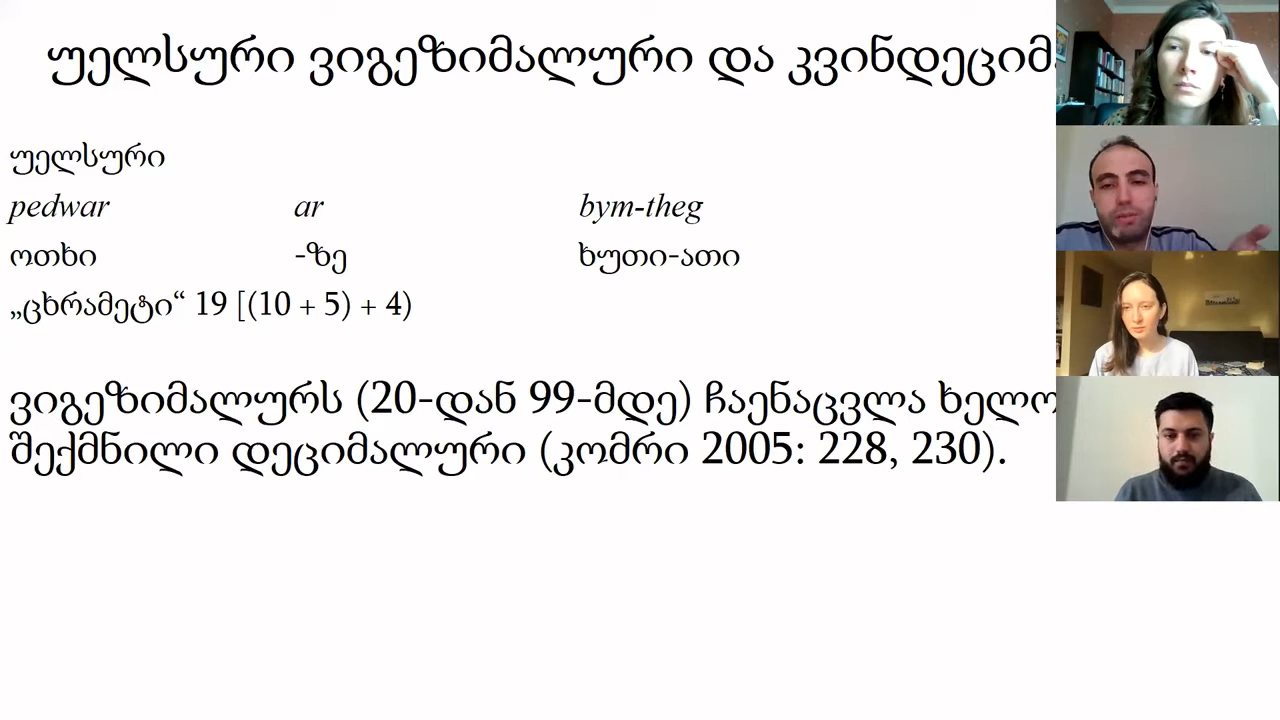 უელსური ვიგეზიმალური და კვინდეციმ
უელსური
pedwar ar bym-theg
ოთხი -ზე ხუთი-ათი
„ცხრამეტი“ 19 [(10 + 5) + 4)
ვიგეზიმალურს (20-დან 99-მდე) ჩაენაცვლა ხელო
შექმნილი დეციმალური (კომრი 2005: 228, 230).